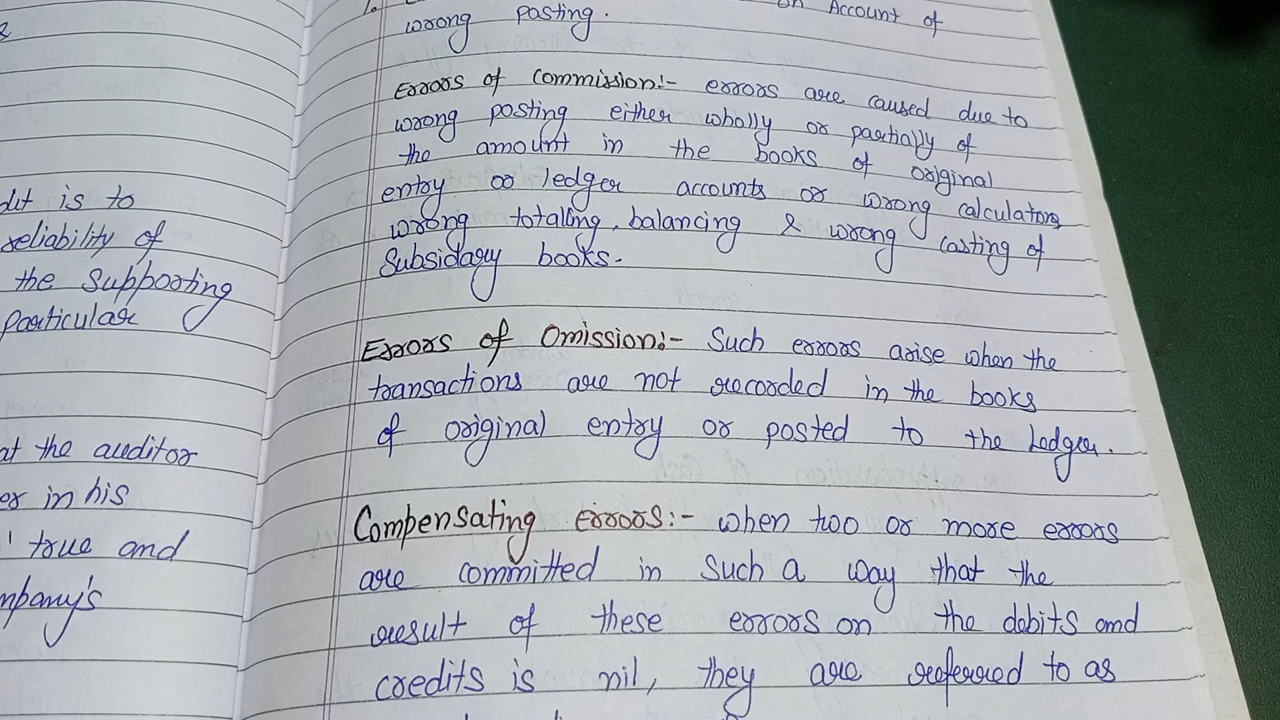 dit is to
reliability of
the supporting
particular
at the auditor
er in his
true and
mpany's
on Account of
wrong posting.
Errors of Commission:- errors are caused due to
wrong posting either wholly or partially of
the amount in the books of original
entry or ledger accounts or wrong calculations
wrong totaling, balancing & wrong casting of
Subsidary books.
Errors of Omission:- Such errors arise when the
transactions are not recorded in the books
of original entry or posted to the Ledger.
Compensating errors:- when two or more errors
are committed in such a way that the
result of these errors on the debits and
credits is nil, they are referred to as